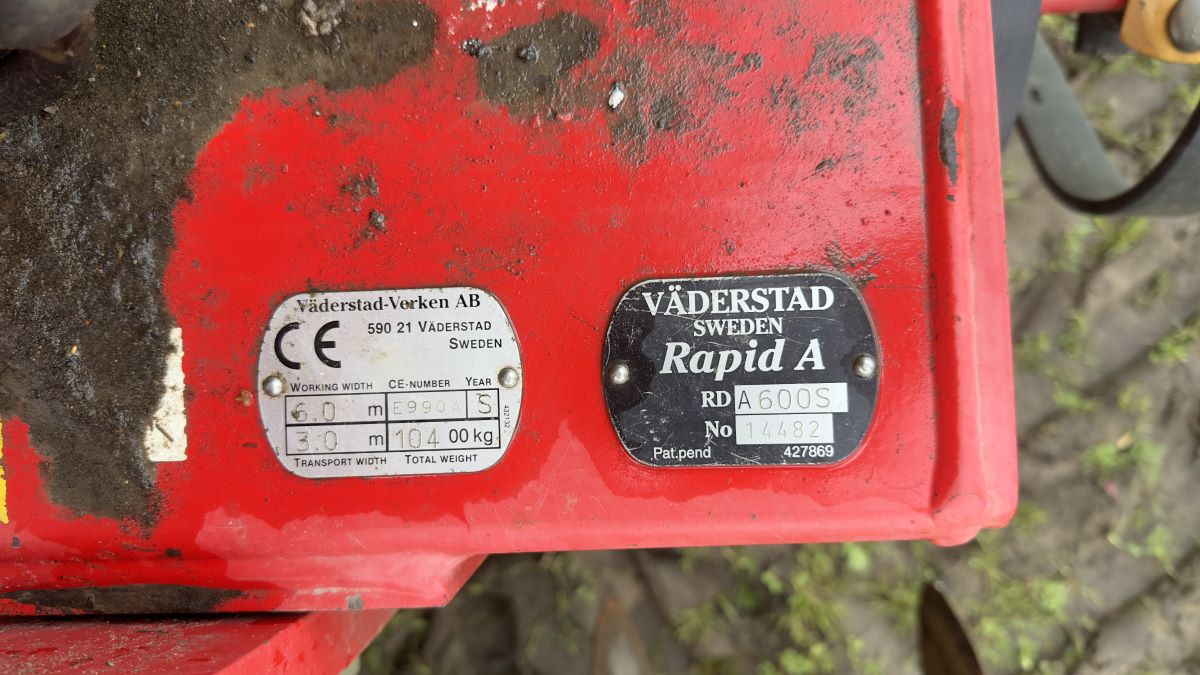 Väderstad-Verken AB
CE
590 21 VÄDERSTAD
SWEDEN
WORKING WIDTH CE-NUMBER YEAR
6.0 m E990A S
3.0 m 104 00 kg
TRANSPORT WIDTH TOTAL WEIGHT
432132
VÄDERSTAD
SWEDEN
Rapid A
RD A600S
No 14482
Pat.pend 427869